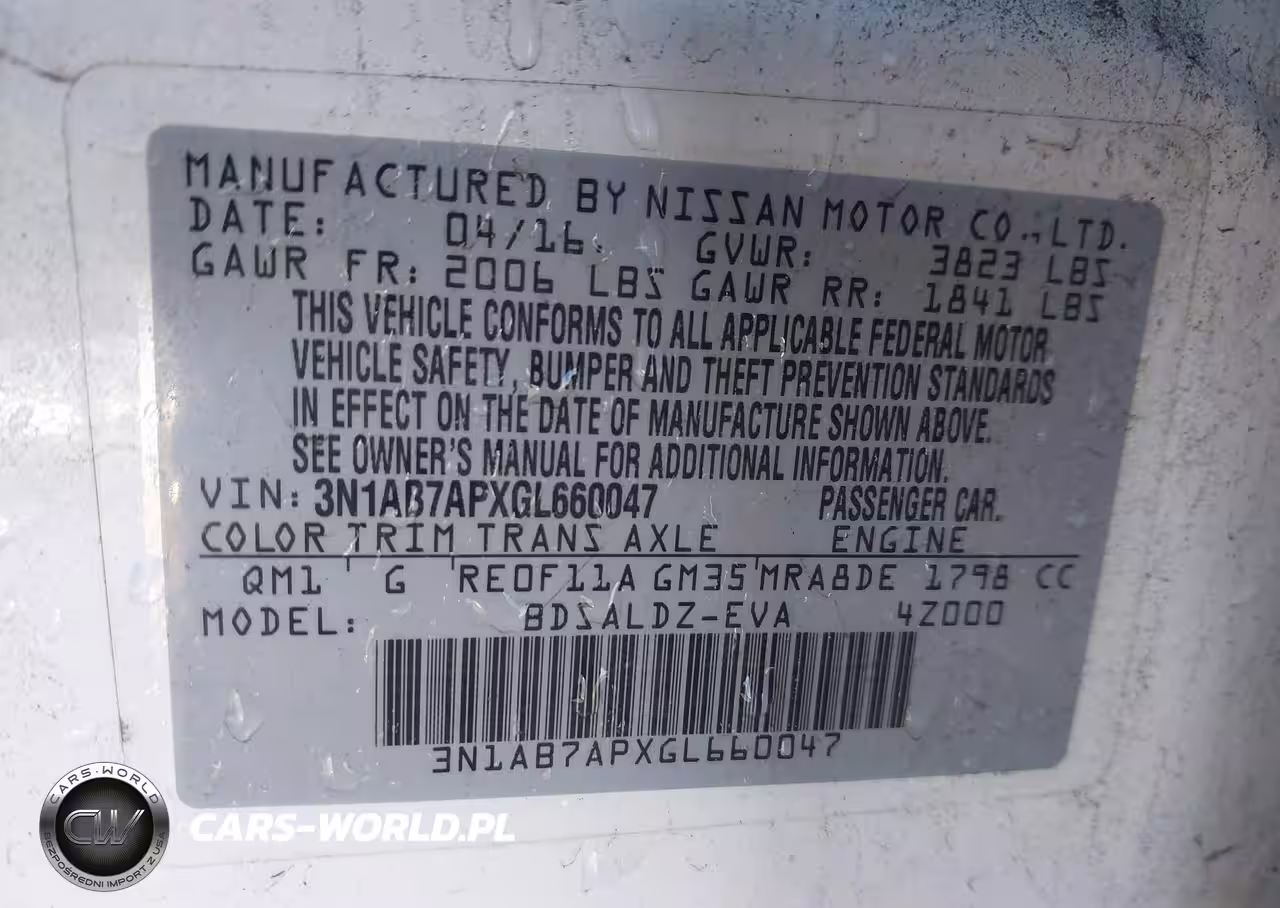 MANUFACTURED BY NISSAN MOTOR CO.,LTD.
DATE: 04/16. GVWR: 3823 LBS
GAWR FR: 2006 LBS GAWR RR: 1841 LBS
THIS VEHICLE CONFORMS TO ALL APPLICABLE FEDERAL MOTOR
VEHICLE SAFETY, BUMPER AND THEFT PREVENTION STANDARDS
IN EFFECT ON THE DATE OF MANUFACTURE SHOWN ABOVE.
SEE OWNER'S MANUAL FOR ADDITIONAL INFORMATION.
VIN: 3N1AB7APXGL660047 PASSENGER CAR.
COLOR TRIM TRANS AXLE ENGINE
QM1 G RE0F11A GM35 MRA8DE 1798 CC
MODEL: BDSALDZ-EVA 4Z000
3N1AB7APXGL660047
CARS-WORLD
CW
BEZPOŚREDNI IMPORT Z USA
CARS-WORLD.PL